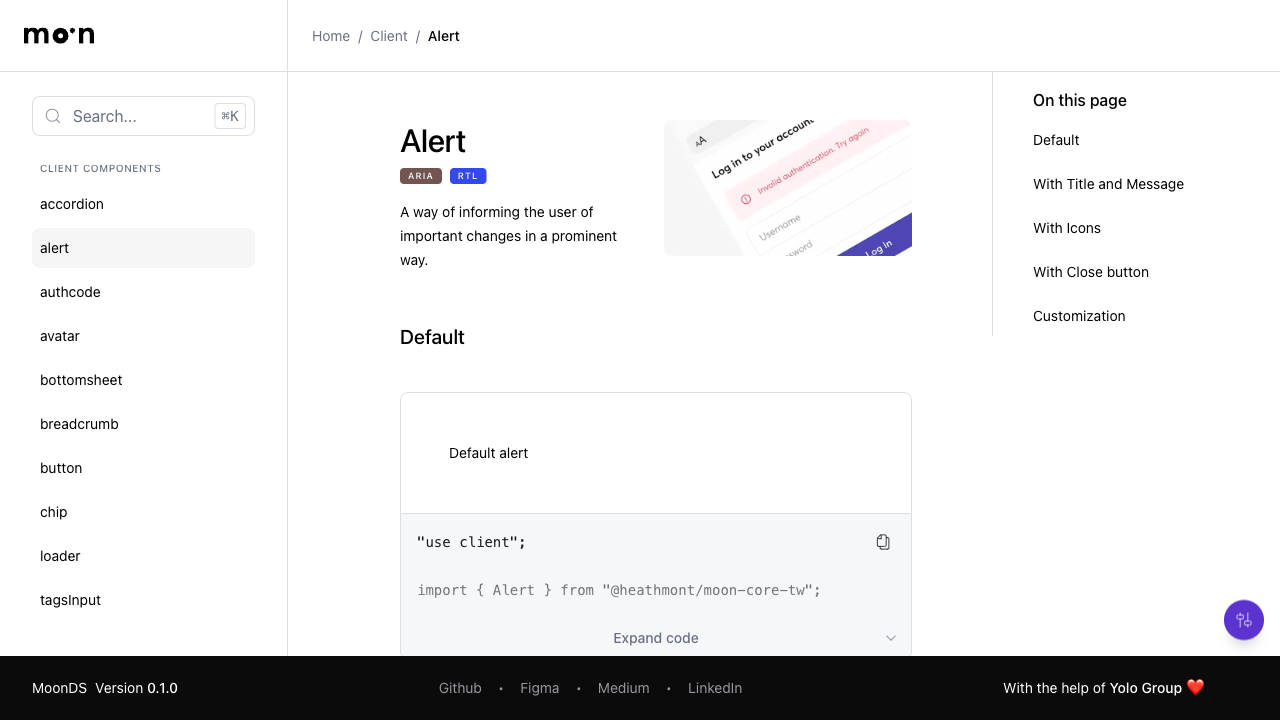 mo·n
Home / Client / Alert
Search...
⌘K
CLIENT COMPONENTS
accordion
alert
authcode
avatar
bottomsheet
breadcrumb
button
chip
loader
tagsInput
Alert
ARIA RTL
A way of informing the user of
important changes in a prominent
way.
AA
Log in to your account
Invalid authentication. Try again
Username
Log in
Default
Default alert
"use client";
import { Alert } from "@heathmont/moon-core-tw";
Expand code
On this page
Default
With Title and Message
With Icons
With Close button
Customization
MoonDS Version 0.1.0
Github • Figma • Medium • LinkedIn
With the help of Yolo Group ❤️